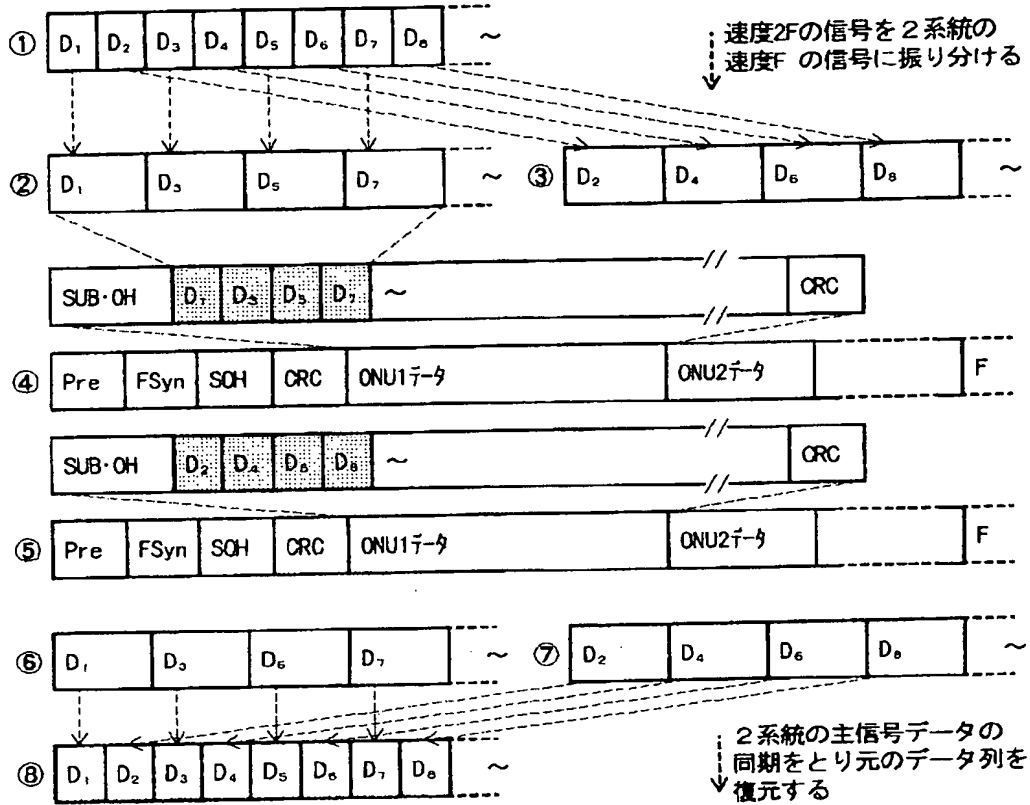 ① D₁ D₂ D₃ D₄ D₅ D₆ D₇ D₈ ~
速度2Fの信号を2系統の
速度F の信号に振り分ける
② D₁ D₃ D₅ D₇ ~
③ D₂ D₄ D₆ D₈ ~
SUB・OH D₁ D₃ D₅ D₇ ~ // // CRC
④ Pre FSyn SOH CRC ONU1データ ONU2データ F
SUB・OH D₂ D₄ D₆ D₈ ~ // // CRC
⑤ Pre FSyn SOH CRC ONU1データ ONU2データ F
⑥ D₁ D₃ D₆ D₇ ~
⑦ D₂ D₄ D₆ D₈ ~
⑧ D₁ D₂ D₃ D₄ D₅ D₆ D₇ D₈ ~
2系統の主信号データの
同期をとり元のデータ列を
復元する